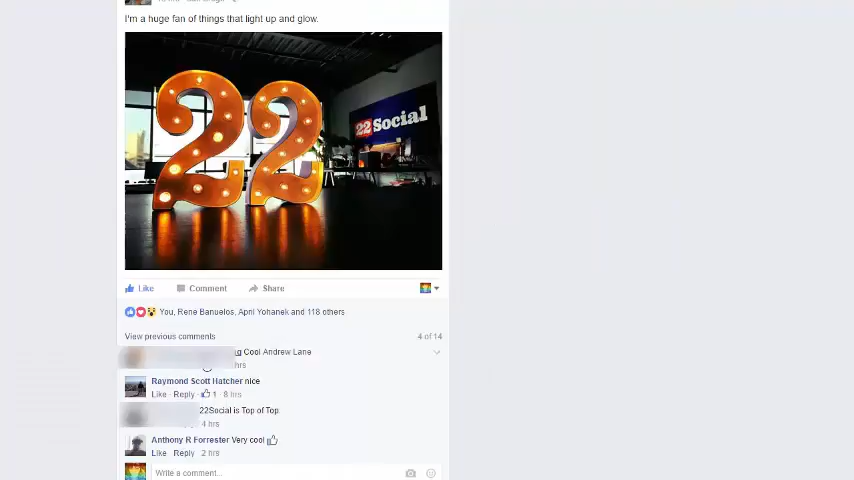 I'm a huge fan of things that light up and glow.
22
22Social
Like Comment Share
You, Rene Banuelos, April Yohanek and 118 others
View previous comments 4 of 14
Cool Andrew Lane
hrs
Raymond Scott Hatcher nice
Like · Reply · 1 · 8 hrs
22Social is Top of Top
4 hrs
Anthony R Forrester Very cool
Like Reply 2 hrs
Write a comment...